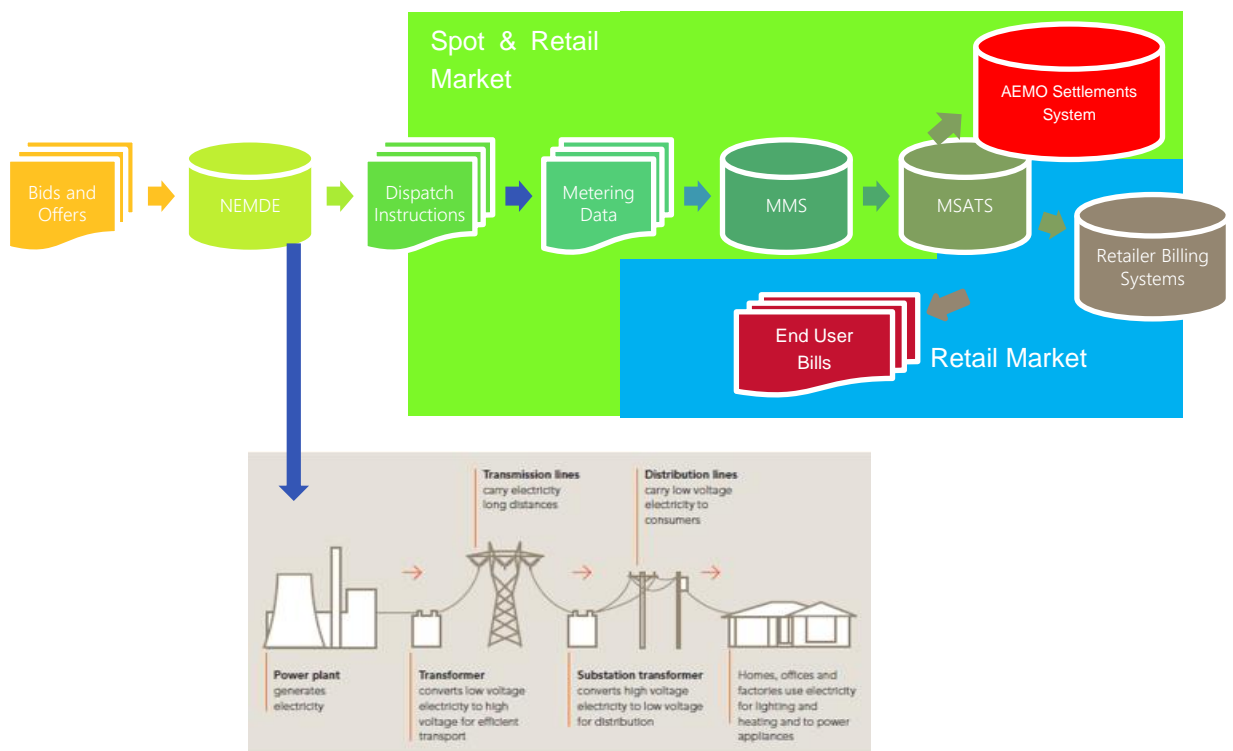 Spot & Retail
Market
AEMO Settlements
System
Bids and
Offers
NEMDE
Dispatch
Instructions
Metering
Data
MMS
MSATS
Retailer Billing
Systems
End User
Bills
Retail Market
Transmission lines
carry electricity
long distances
Distribution lines
carry low voltage
electricity to
consumers
Power plant
generates
electricity
Transformer
converts low voltage
electricity to high
voltage for efficient
transport
Substation transformer
converts high voltage
electricity to low voltage
for distribution
Homes, offices and
factories use electricity
for lighting and
heating and to power
appliances